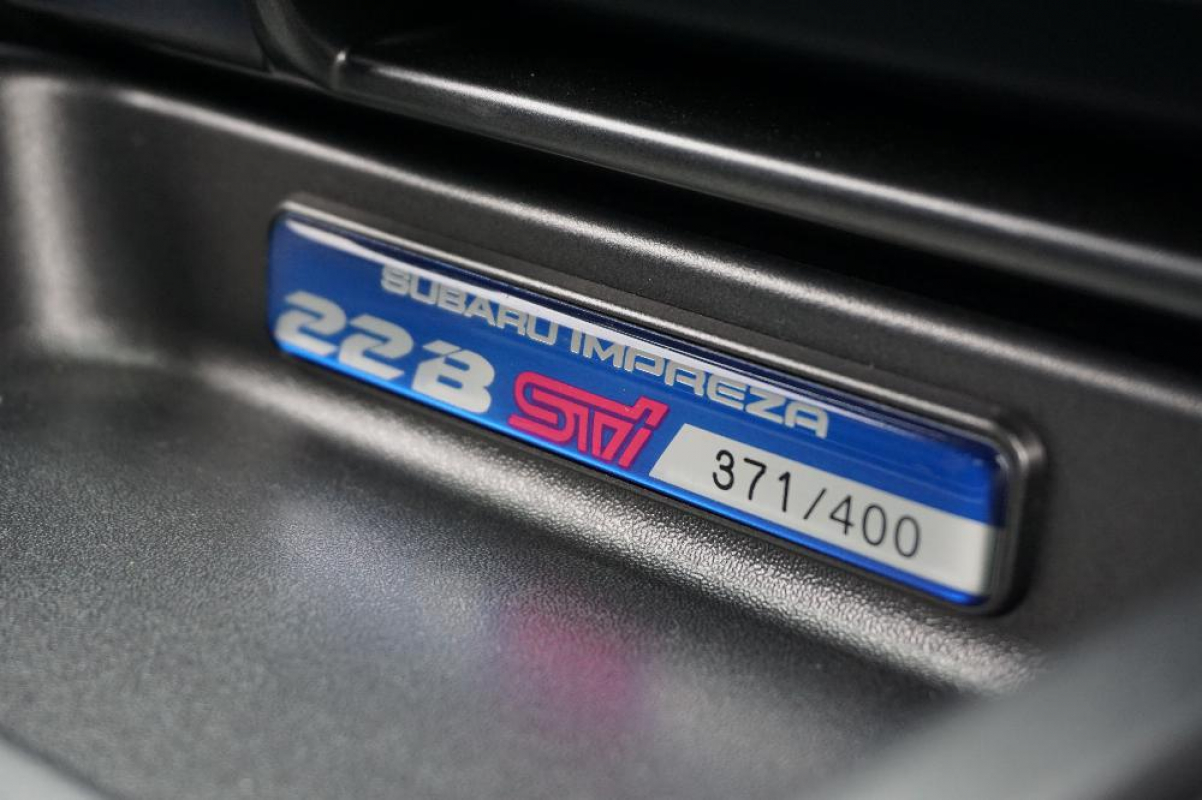 SUBARU IMPREZA
22B STi
371/400